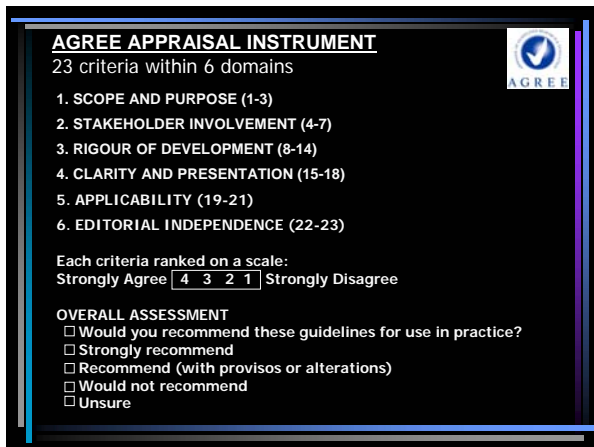 AGREE APPRAISAL INSTRUMENT
23 criteria within 6 domains
AGREE
1. SCOPE AND PURPOSE (1-3)
2. STAKEHOLDER INVOLVEMENT (4-7)
3. RIGOUR OF DEVELOPMENT (8-14)
4. CLARITY AND PRESENTATION (15-18)
5. APPLICABILITY (19-21)
6. EDITORIAL INDEPENDENCE (22-23)
Each criteria ranked on a scale:
Strongly Agree 4 3 2 1 Strongly Disagree
OVERALL ASSESSMENT
☐ Would you recommend these guidelines for use in practice?
☐ Strongly recommend
☐ Recommend (with provisos or alterations)
☐ Would not recommend
☐ Unsure